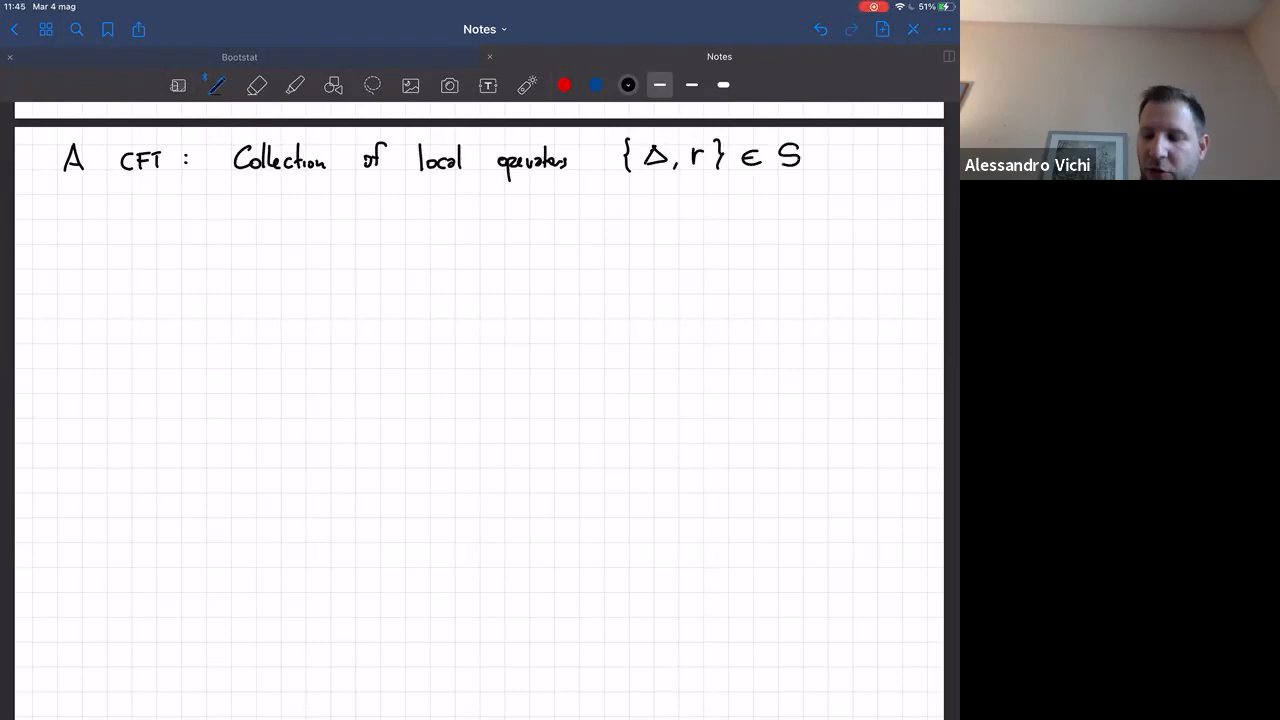 11:45 Mar 4 mag
51%
Notes
Bootstat
Notes
A CFT : Collection of local operators { Δ, r } ∈ S
Alessandro Vichi